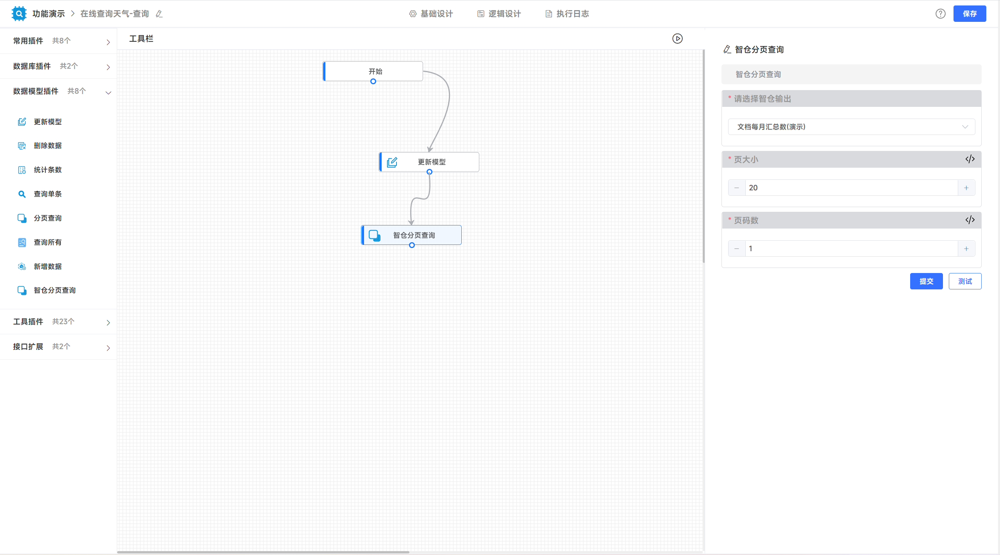 功能演示 > 在线查询天气-查询
基础设计
逻辑设计
执行日志
保存
常用插件 共8个
数据库插件 共2个
数据模型插件 共8个
更新模型
删除数据
统计条数
查询单条
分页查询
查询所有
新增数据
智仓分页查询
工具插件 共23个
接口扩展 共2个
工具栏
开始
更新模型
智仓分页查询
智仓分页查询
智仓分页查询
* 请选择智仓输出
文档每月汇总数(演示)
* 页大小
20
* 页码数
1
提交
测试